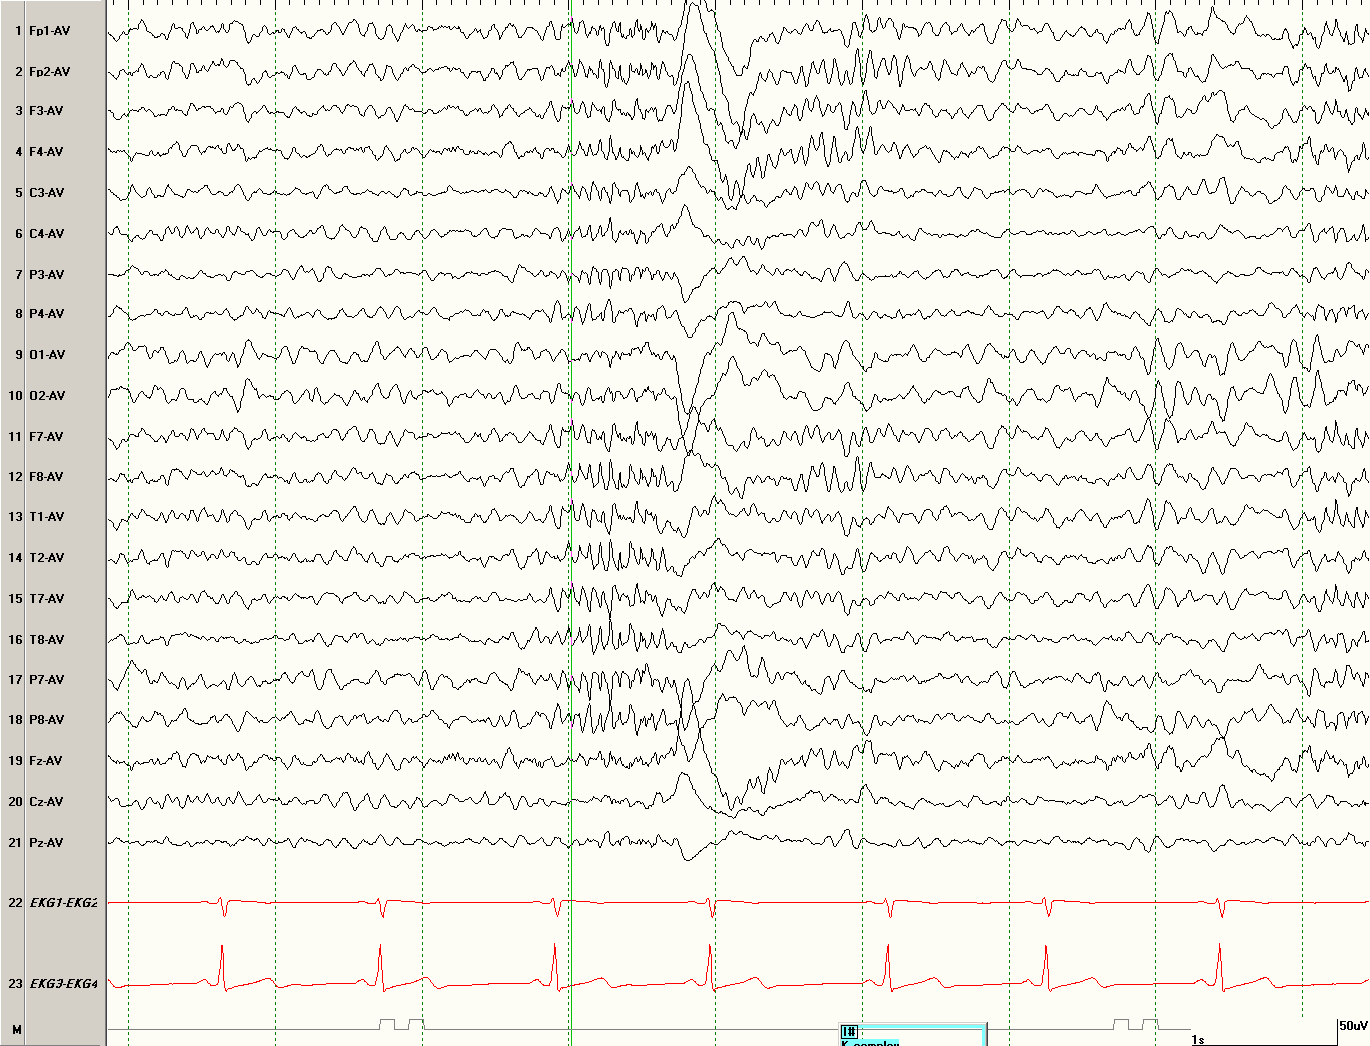 1 Fp1-AV
2 Fp2-AV
3 F3-AV
4 F4-AV
5 C3-AV
6 C4-AV
7 P3-AV
8 P4-AV
9 O1-AV
10 O2-AV
11 F7-AV
12 F8-AV
13 T1-AV
14 T2-AV
15 T7-AV
16 T8-AV
17 P7-AV
18 P8-AV
19 Fz-AV
20 Cz-AV
21 Pz-AV
22 EKG1-EKG2
23 EKG3-EKG4
M
I#
K complex
1s
50uV